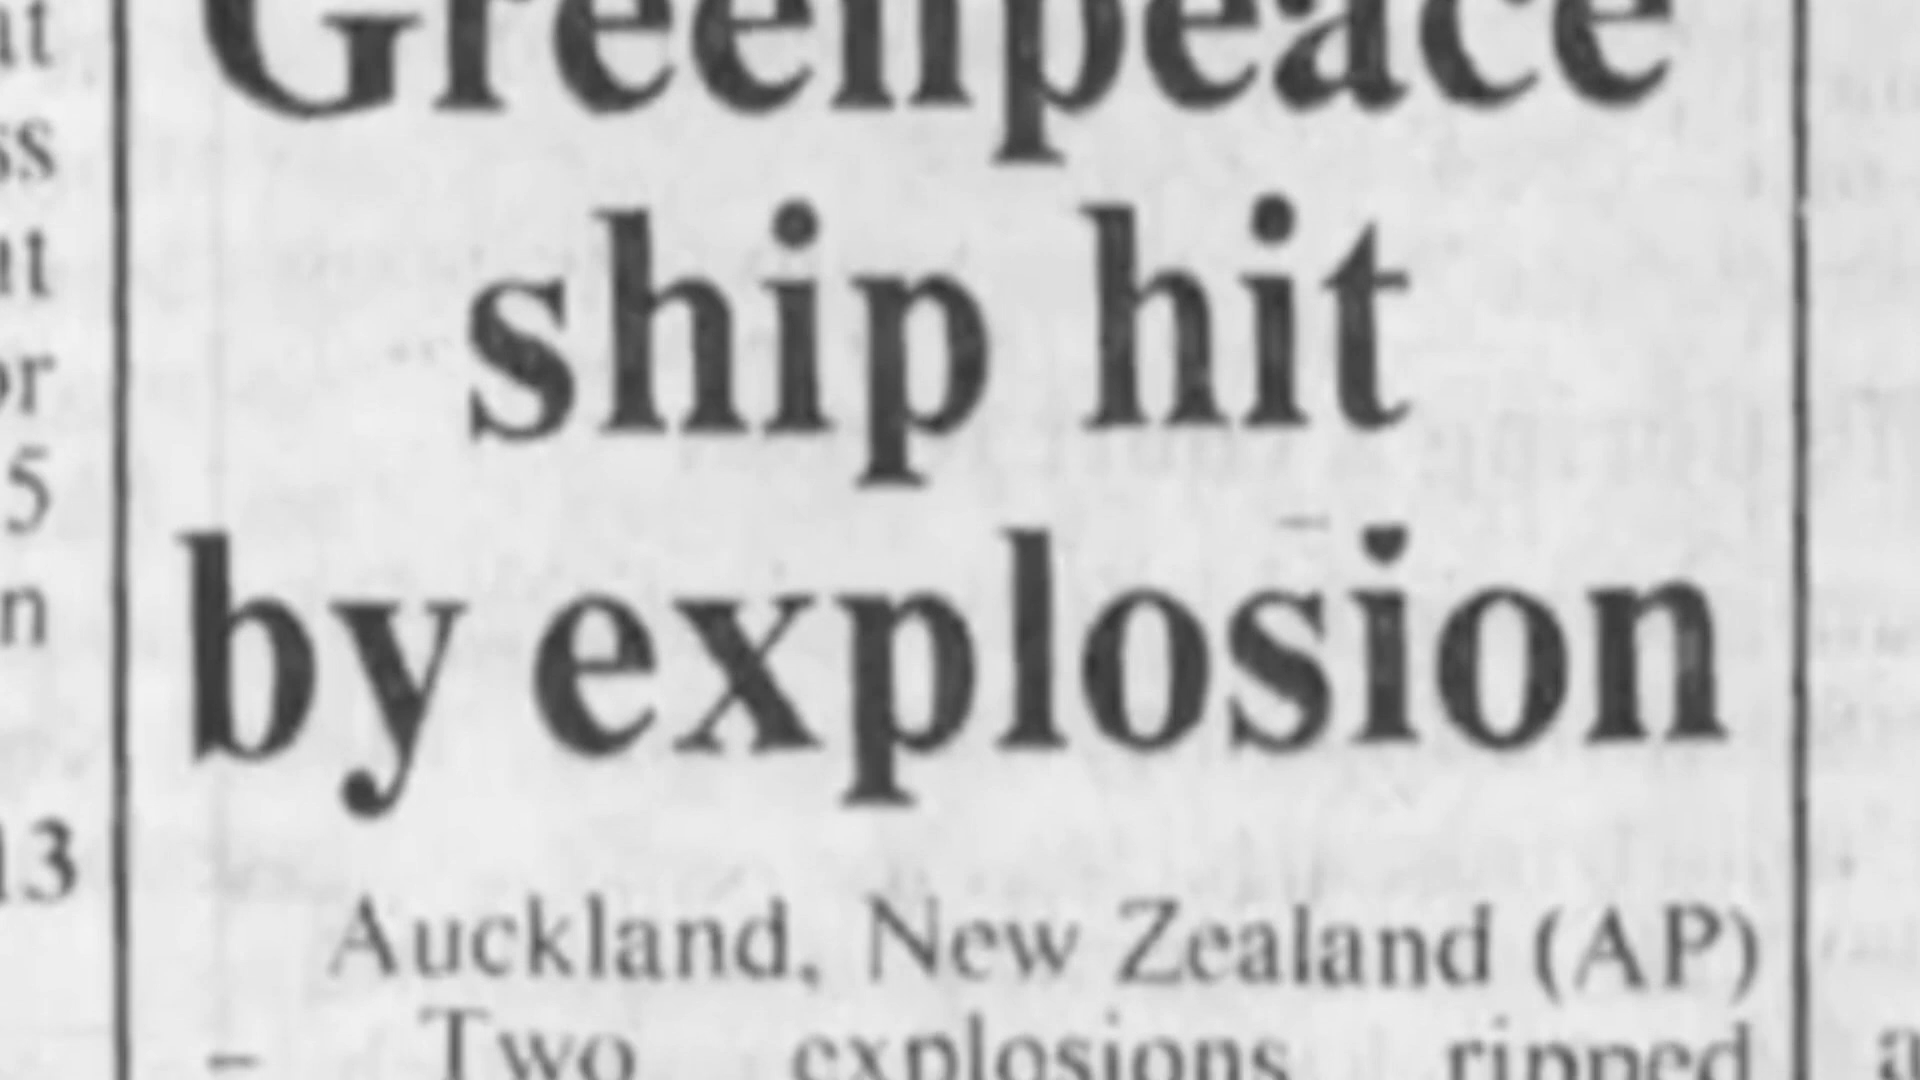 Greenpeace
ship hit
by explosion
Auckland, New Zealand (AP)
– Two explosions ripped